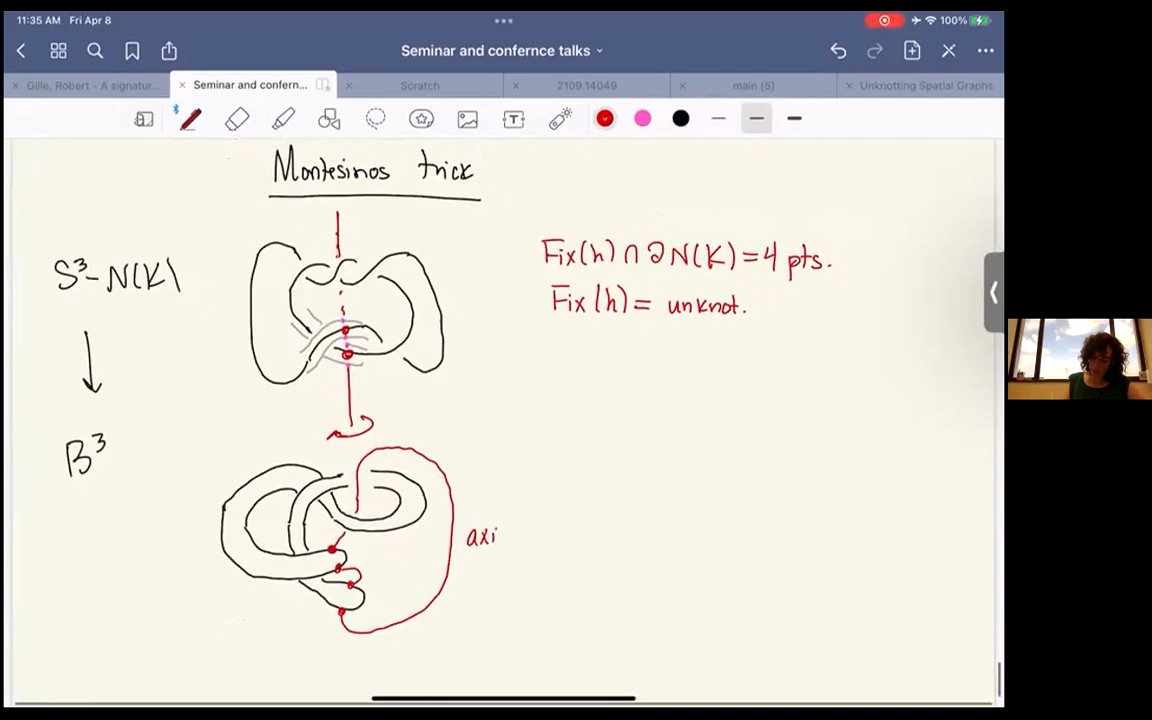 11:35 AM Fri Apr 8
100%
Seminar and confernce talks
Gille, Robert - A signatur...
Seminar and confern...
Scratch
2109.14049
main (5)
Unknotting Spatial Graphs
Montesinos trick
S³-N(K)
B³
Fix(h) ∩ ∂N(K) = 4 pts.
Fix(h) = unknot.
axi